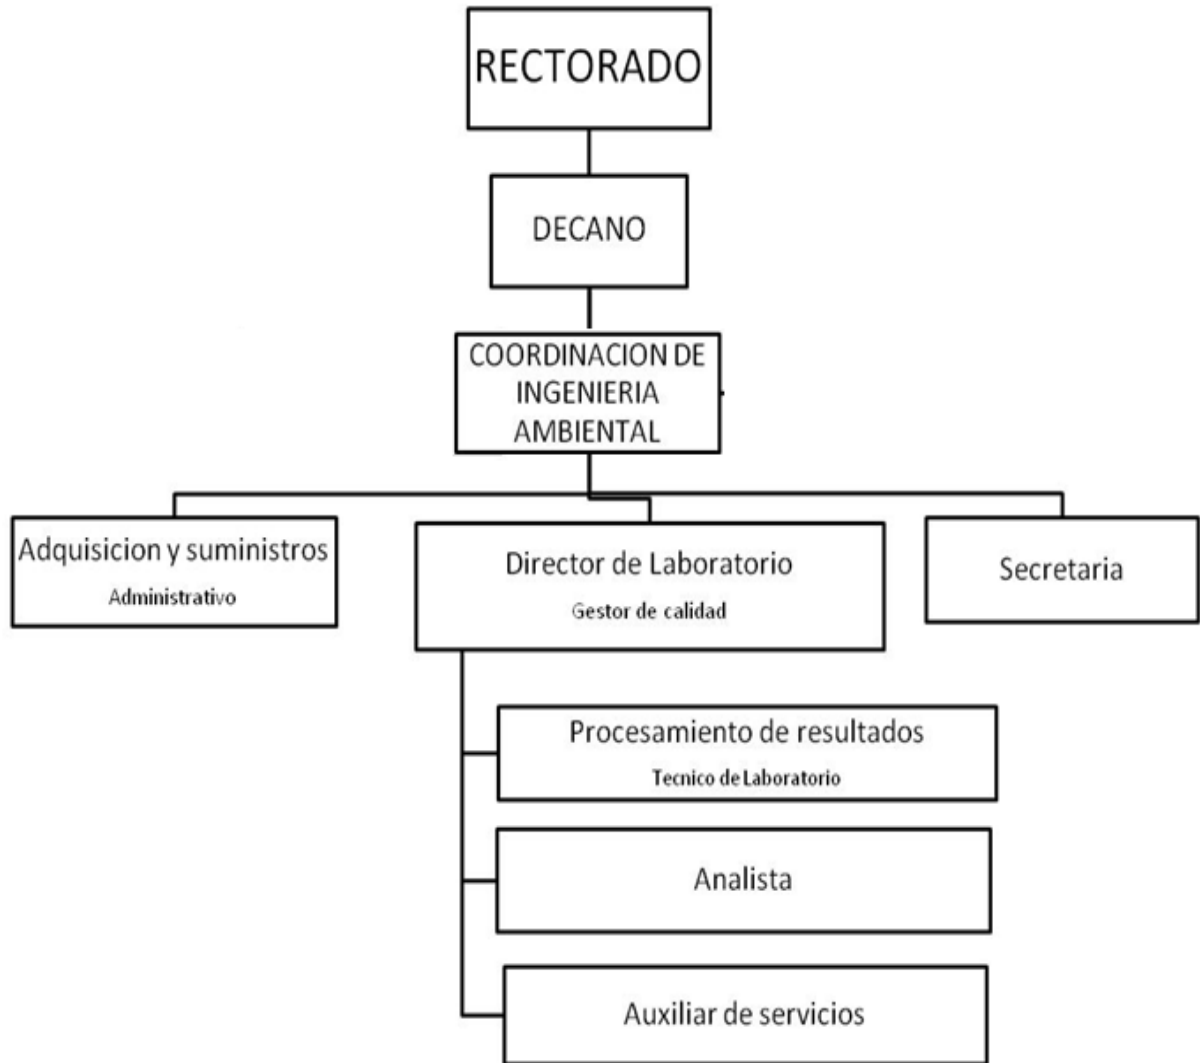 RECTORADO
DECANO
COORDINACION DE
INGENIERIA
AMBIENTAL
Adquisicion y suministros
Administrativo
Director de Laboratorio
Gestor de calidad
Secretaria
Procesamiento de resultados
Tecnico de Laboratorio
Analista
Auxiliar de servicios